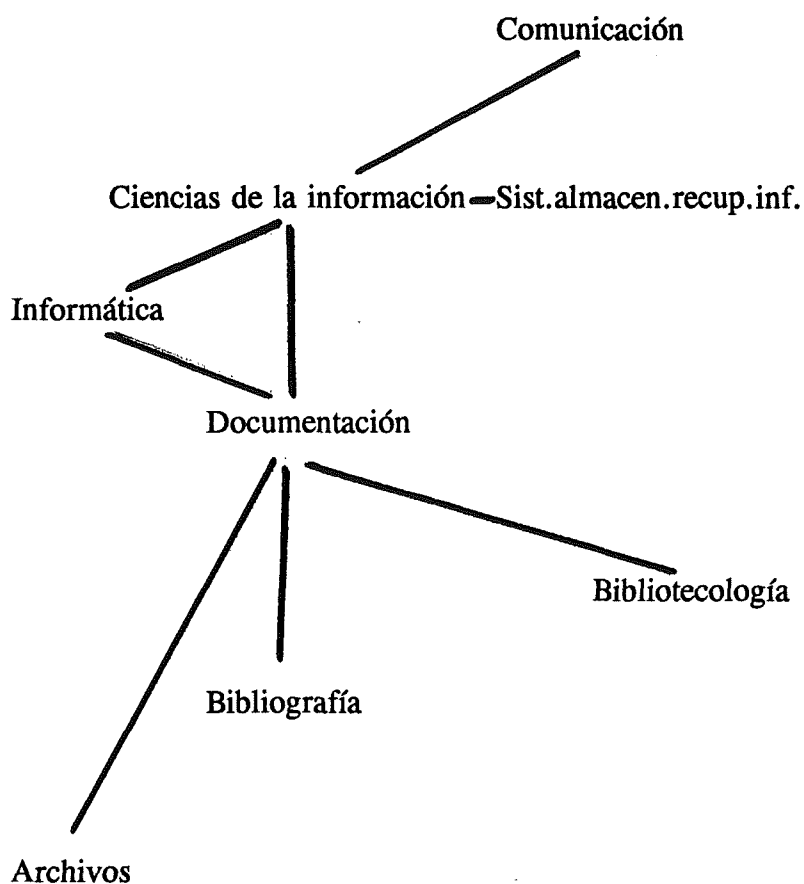 Comunicación
Ciencias de la información-Sist.almacen.recup.inf.
Informática
Documentación
Bibliotecología
Bibliografía
Archivos